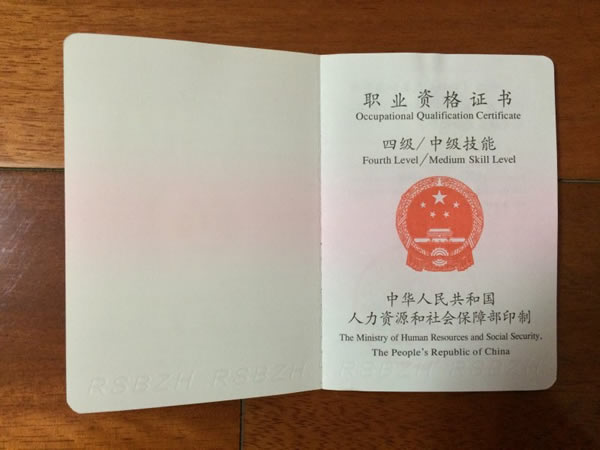 职业资格证书
Occupational Qualification Certificate
四级/中级技能
Fourth Level/Medium Skill Level
中华人民共和国
人力资源和社会保障部印制
The Ministry of Human Resources and Social Security,
The People's Republic of China
RSBZH RSBZH